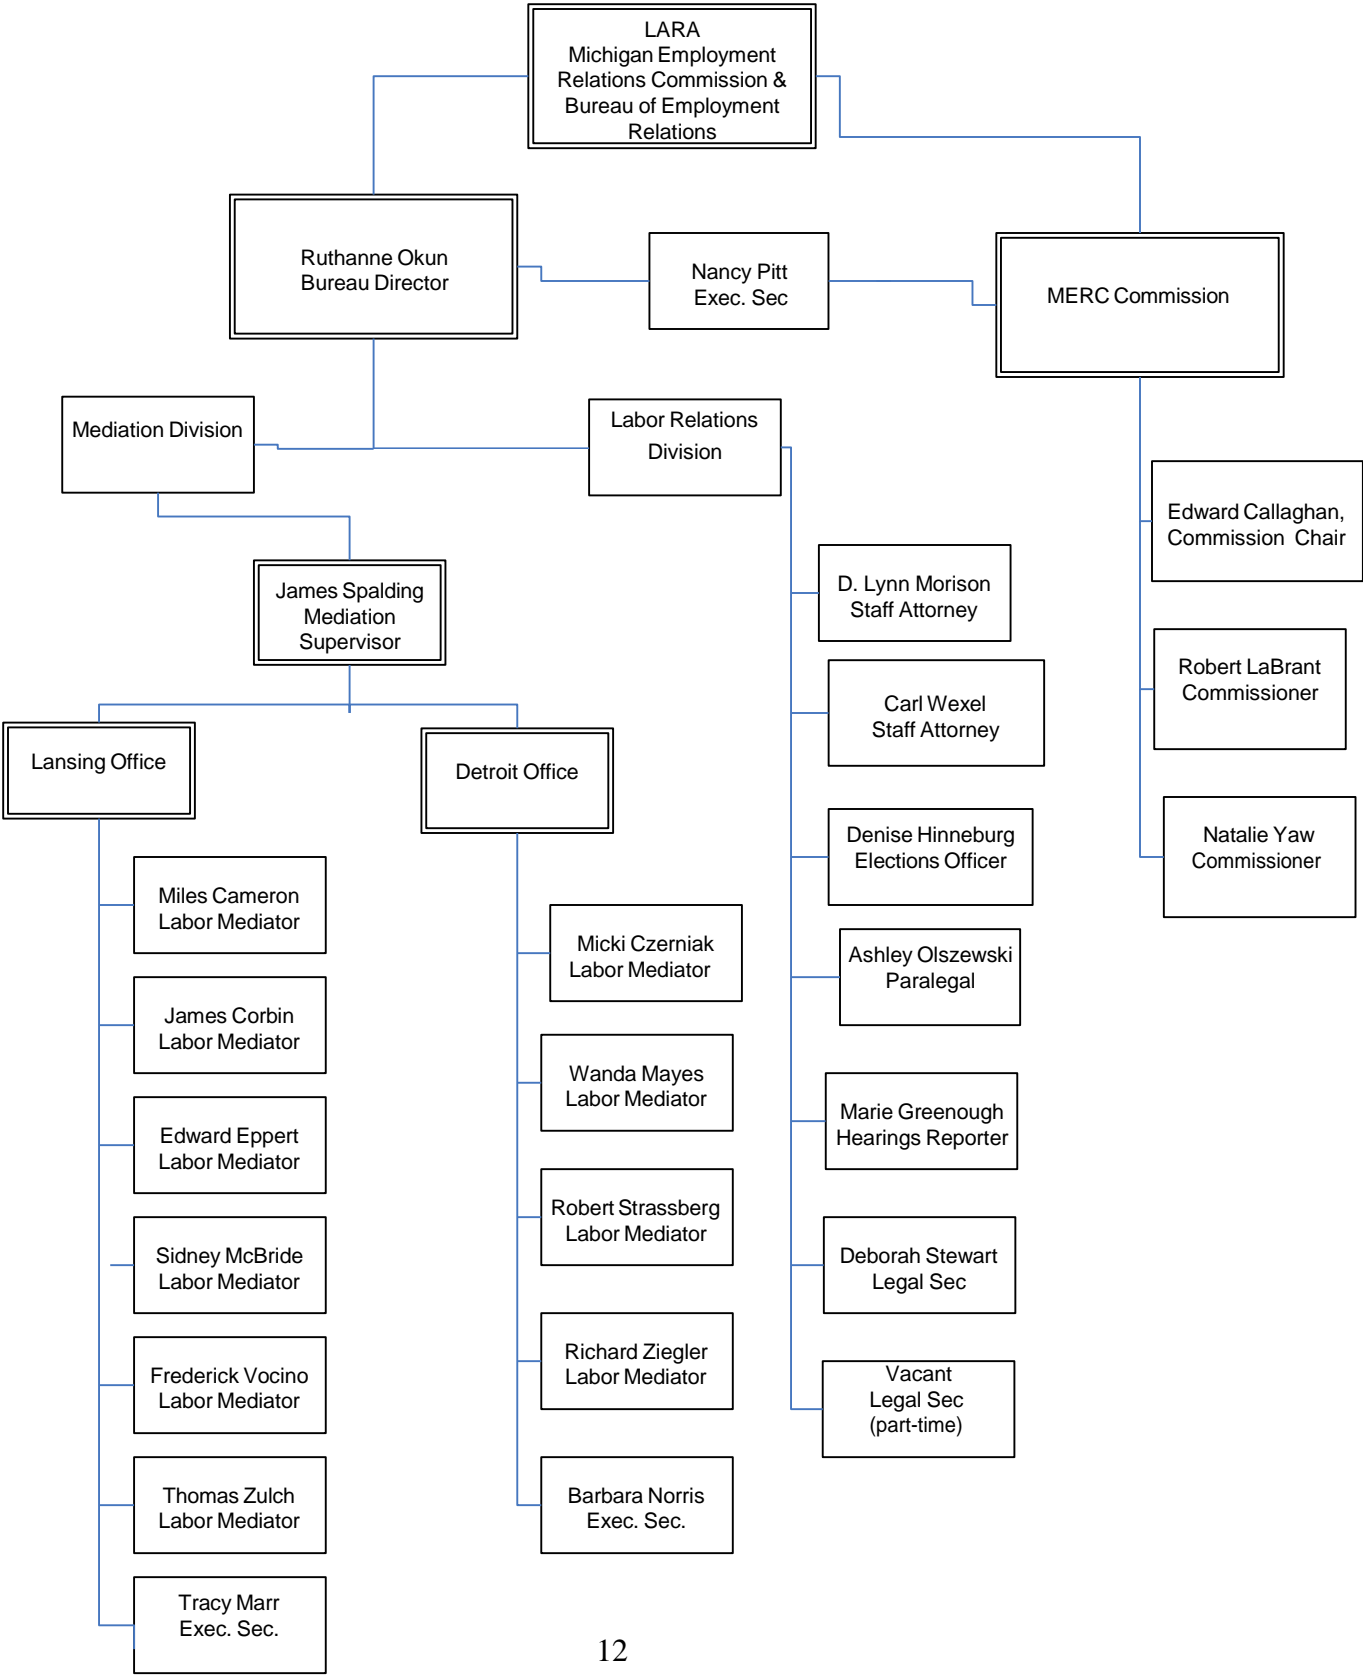 LARA
Michigan Employment
Relations Commission &
Bureau of Employment
Relations
Ruthanne Okun
Bureau Director
Nancy Pitt
Exec. Sec
MERC Commission
Mediation Division
Labor Relations
Division
Edward Callaghan,
Commission Chair
D. Lynn Morison
Staff Attorney
James Spalding
Mediation
Supervisor
Robert LaBrant
Commissioner
Carl Wexel
Staff Attorney
Lansing Office
Detroit Office
Denise Hinneburg
Elections Officer
Natalie Yaw
Commissioner
Miles Cameron
Labor Mediator
Micki Czerniak
Labor Mediator
Ashley Olszewski
Paralegal
James Corbin
Labor Mediator
Wanda Mayes
Labor Mediator
Marie Greenough
Hearings Reporter
Edward Eppert
Labor Mediator
Robert Strassberg
Labor Mediator
Sidney McBride
Labor Mediator
Deborah Stewart
Legal Sec
Frederick Vocino
Labor Mediator
Richard Ziegler
Labor Mediator
Vacant
Legal Sec
(part-time)
Thomas Zulch
Labor Mediator
Barbara Norris
Exec. Sec.
Tracy Marr
Exec. Sec.
12